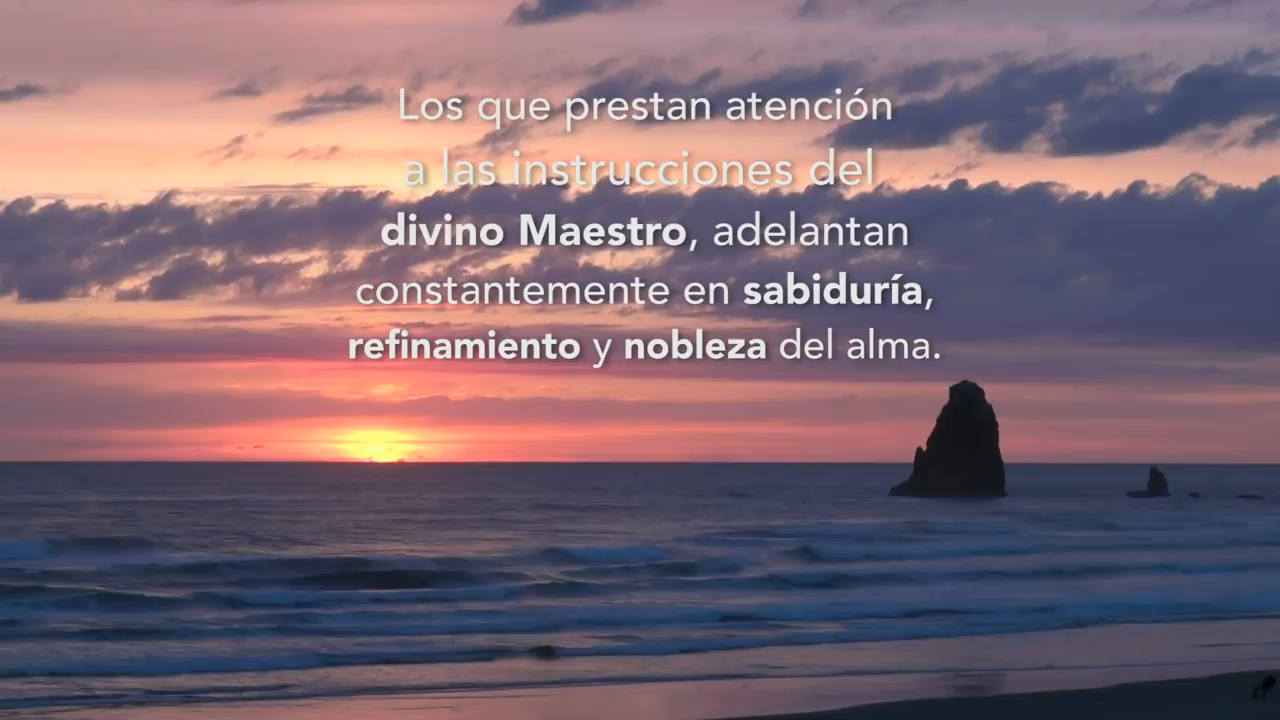 Los que prestan atención
a las instrucciones del
divino Maestro, adelantan
constantemente en sabiduría,
refinamiento y nobleza del alma.